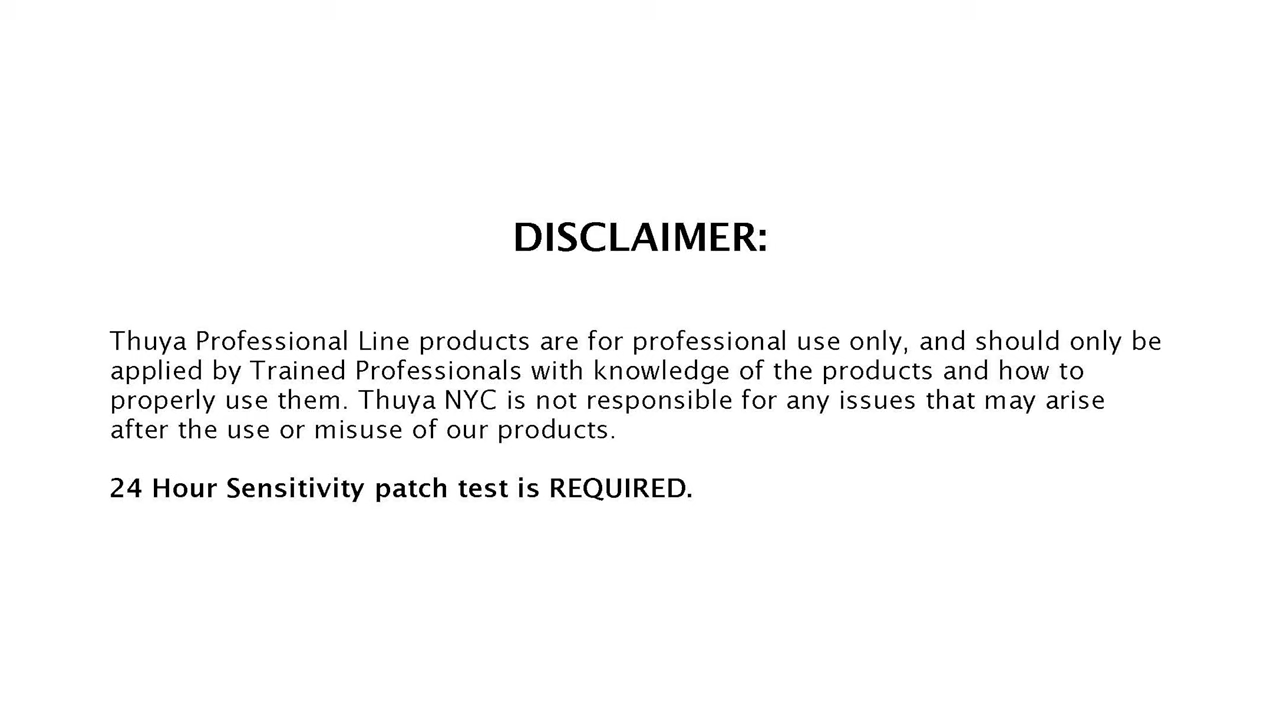 DISCLAIMER:
Thuya Professional Line products are for professional use only, and should only be
applied by Trained Professionals with knowledge of the products and how to
properly use them. Thuya NYC is not responsible for any issues that may arise
after the use or misuse of our products.
24 Hour Sensitivity patch test is REQUIRED.